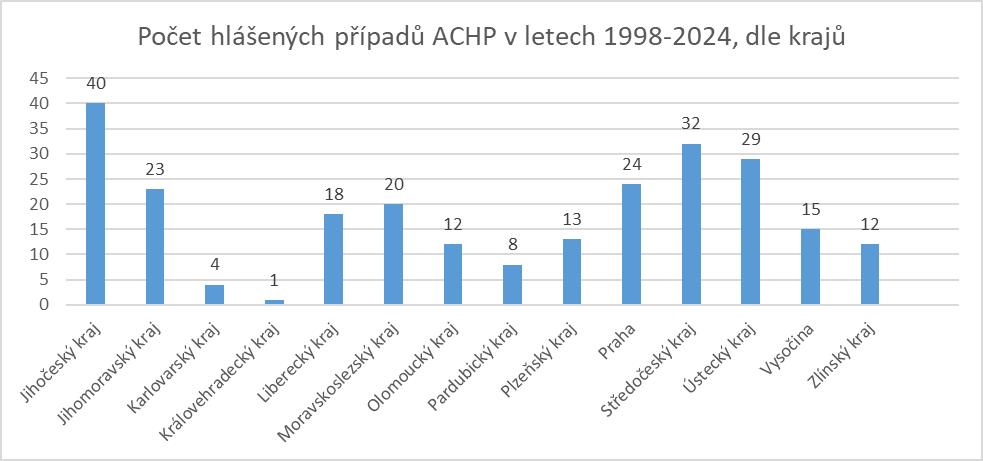 Počet hlášených případů ACHP v letech 1998-2024, dle krajů
45
40
35
30
25
20
15
10
5
0
40
23
4
1
18
20
12
8
13
24
32
29
15
12
Jihočeský kraj
Jihomoravský kraj
Karlovarský kraj
Královehradecký kraj
Liberecký kraj
Moravskoslezský kraj
Olomoucký kraj
Pardubický kraj
Plzeňský kraj
Praha
Středočeský kraj
Ústecký kraj
Vysočina
Zlínský kraj